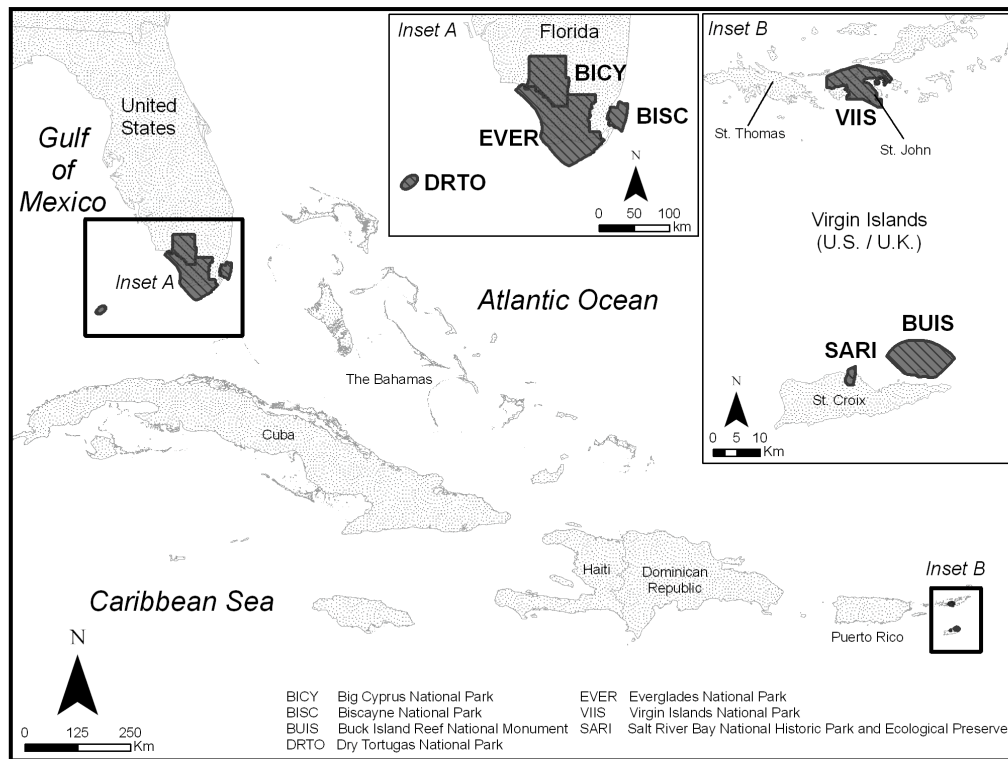 Inset A
Florida
BICY
BISC
EVER
DRTO
N
0 50 100
km
Inset B
St. Thomas
VIIS
St. John
Virgin Islands
(U.S. / U.K.)
BUIS
SARI
St. Croix
N
0 5 10
Km
United
States
Gulf
of
Mexico
Inset A
Atlantic Ocean
The Bahamas
Cuba
Haiti
Dominican
Republic
Inset B
Puerto Rico
Caribbean Sea
N
0 125 250
Km
BICY Big Cyprus National Park
BISC Biscayne National Park
BUIS Buck Island Reef National Monument
DRTO Dry Tortugas National Park
EVER Everglades National Park
VIIS Virgin Islands National Park
SARI Salt River Bay National Historic Park and Ecological Preserve